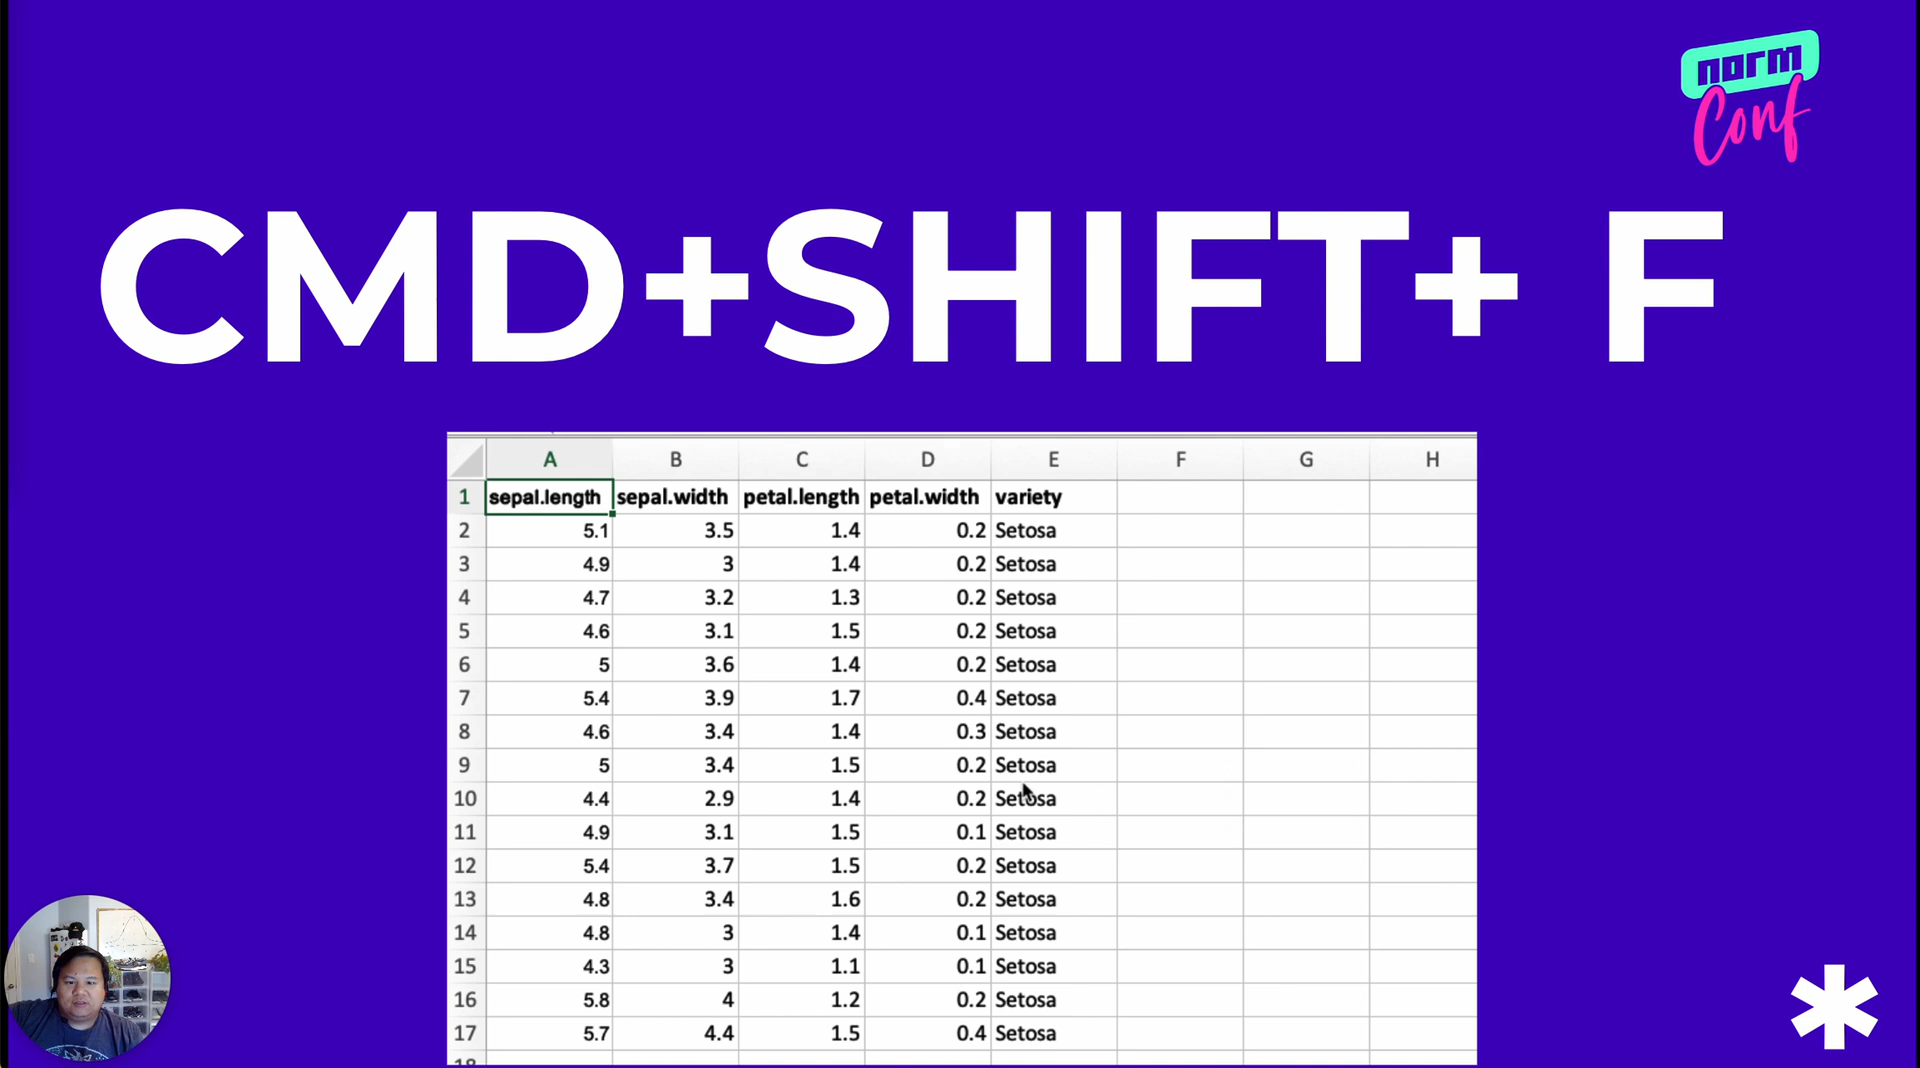 norm
Conf
CMD+SHIFT+ F
A B C D E F G H
1 sepal.length sepal.width petal.length petal.width variety
2 5.1 3.5 1.4 0.2 Setosa
3 4.9 3 1.4 0.2 Setosa
4 4.7 3.2 1.3 0.2 Setosa
5 4.6 3.1 1.5 0.2 Setosa
6 5 3.6 1.4 0.2 Setosa
7 5.4 3.9 1.7 0.4 Setosa
8 4.6 3.4 1.4 0.3 Setosa
9 5 3.4 1.5 0.2 Setosa
10 4.4 2.9 1.4 0.2 Setosa
11 4.9 3.1 1.5 0.1 Setosa
12 5.4 3.7 1.5 0.2 Setosa
13 4.8 3.4 1.6 0.2 Setosa
14 4.8 3 1.4 0.1 Setosa
15 4.3 3 1.1 0.1 Setosa
16 5.8 4 1.2 0.2 Setosa
17 5.7 4.4 1.5 0.4 Setosa